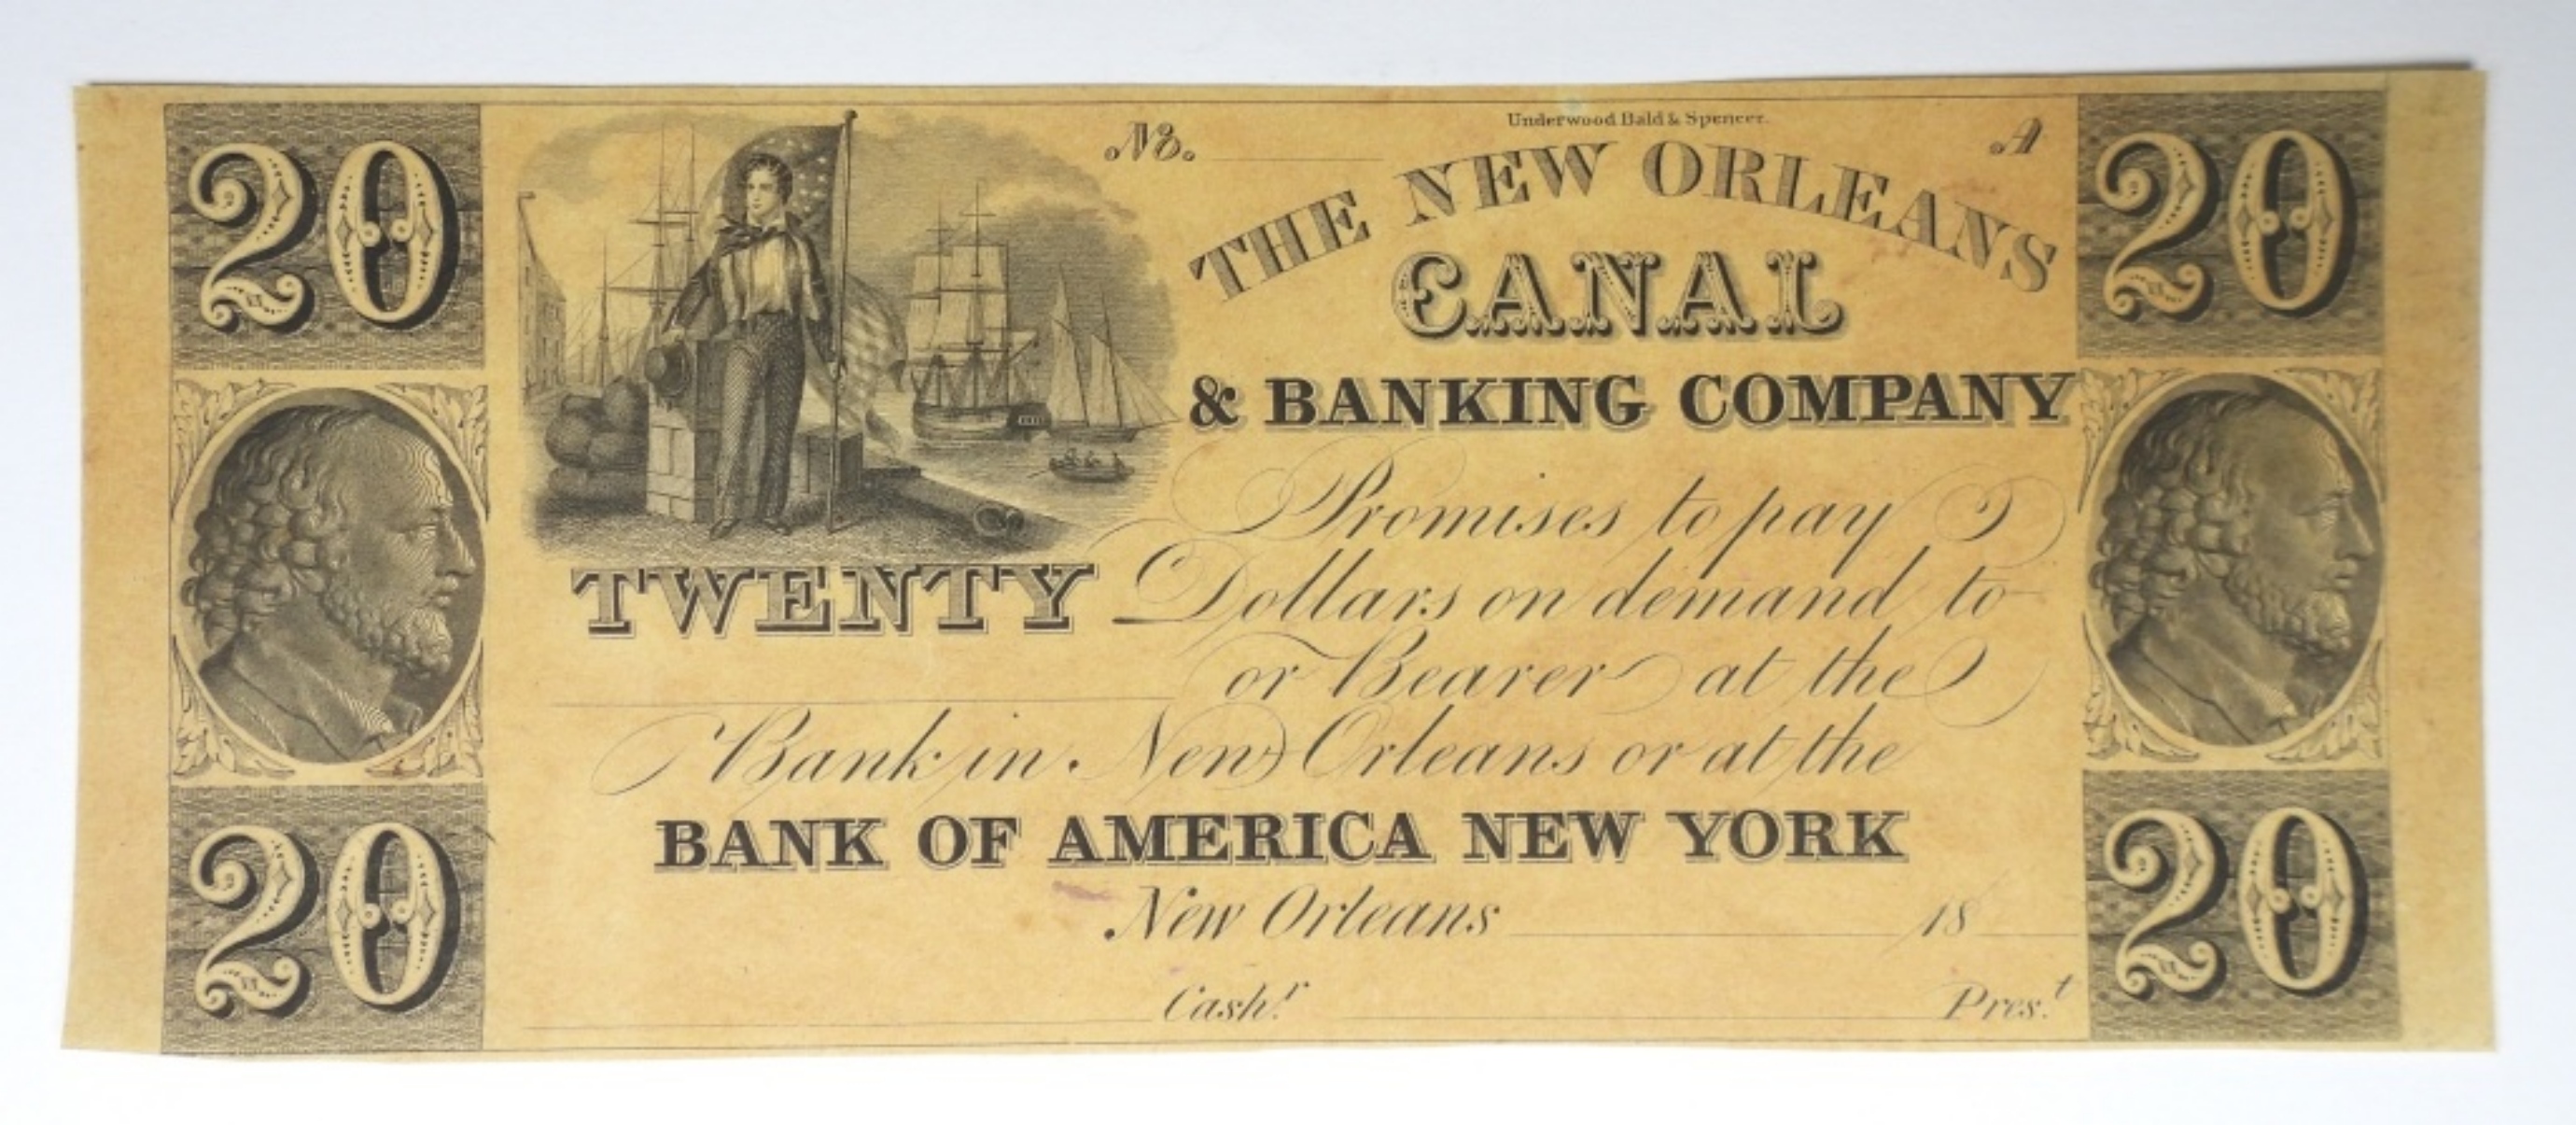 20
20
No.
Underwood Bald & Spencer.
A
THE NEW ORLEANS
CANAL
& BANKING COMPANY
Promises to pay
TWENTY Dollars on demand to
or Bearer at the
Bank in New Orleans or at the
BANK OF AMERICA NEW YORK
New Orleans 18
Cashr. Prest.
20
20